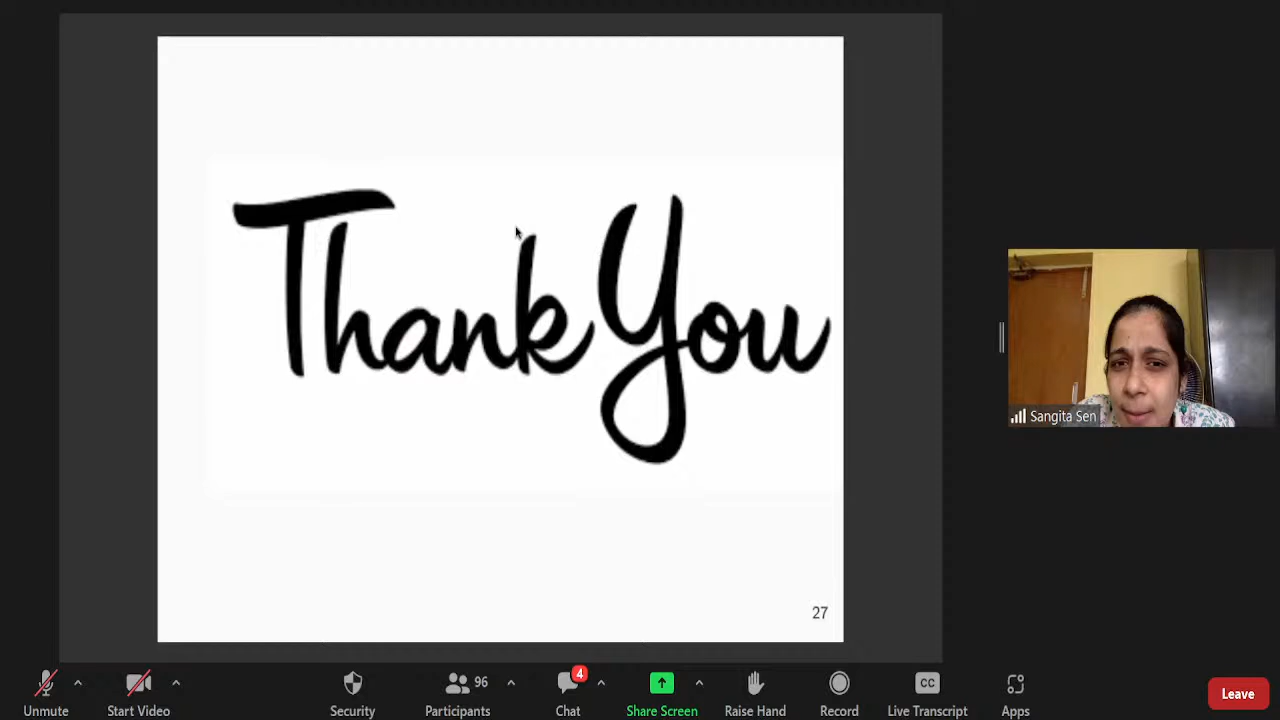 Thank You
27
Sangita Sen
Unmute
Start Video
Security
96
Participants
4
Chat
Share Screen
Raise Hand
Record
CC
Live Transcript
Apps
Leave